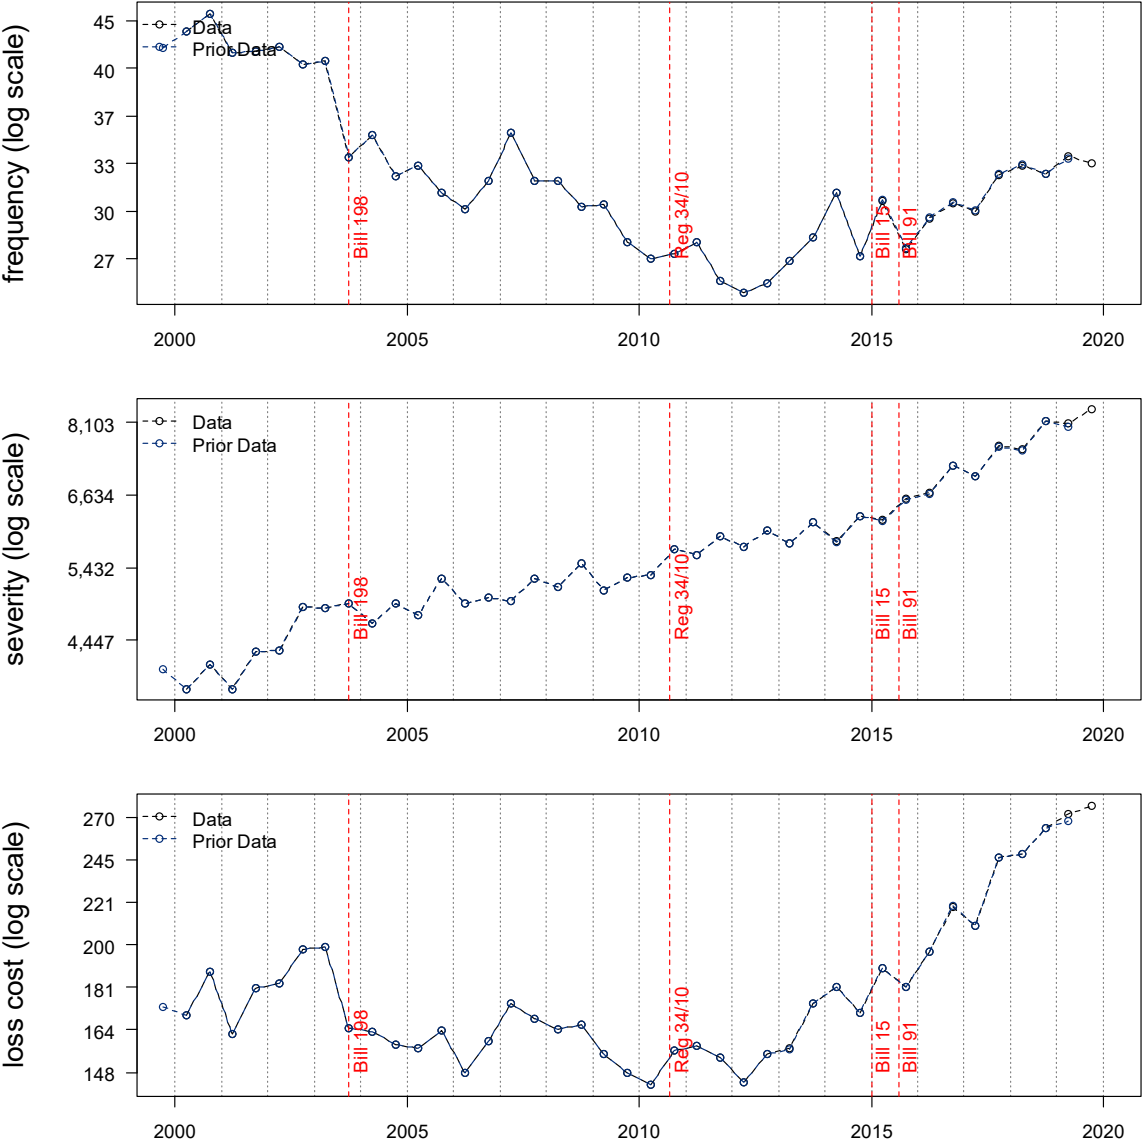 frequency (log scale)
45
40
37
33
30
27
Data
Prior Data
Bill 198
Reg 34/10
Bill 15
Bill 91
2000
2005
2010
2015
2020
severity (log scale)
8,103
6,634
5,432
4,447
Data
Prior Data
Bill 198
Reg 34/10
Bill 15
Bill 91
2000
2005
2010
2015
2020
loss cost (log scale)
270
245
221
200
181
164
148
Data
Prior Data
Bill 198
Reg 34/10
Bill 15
Bill 91
2000
2005
2010
2015
2020